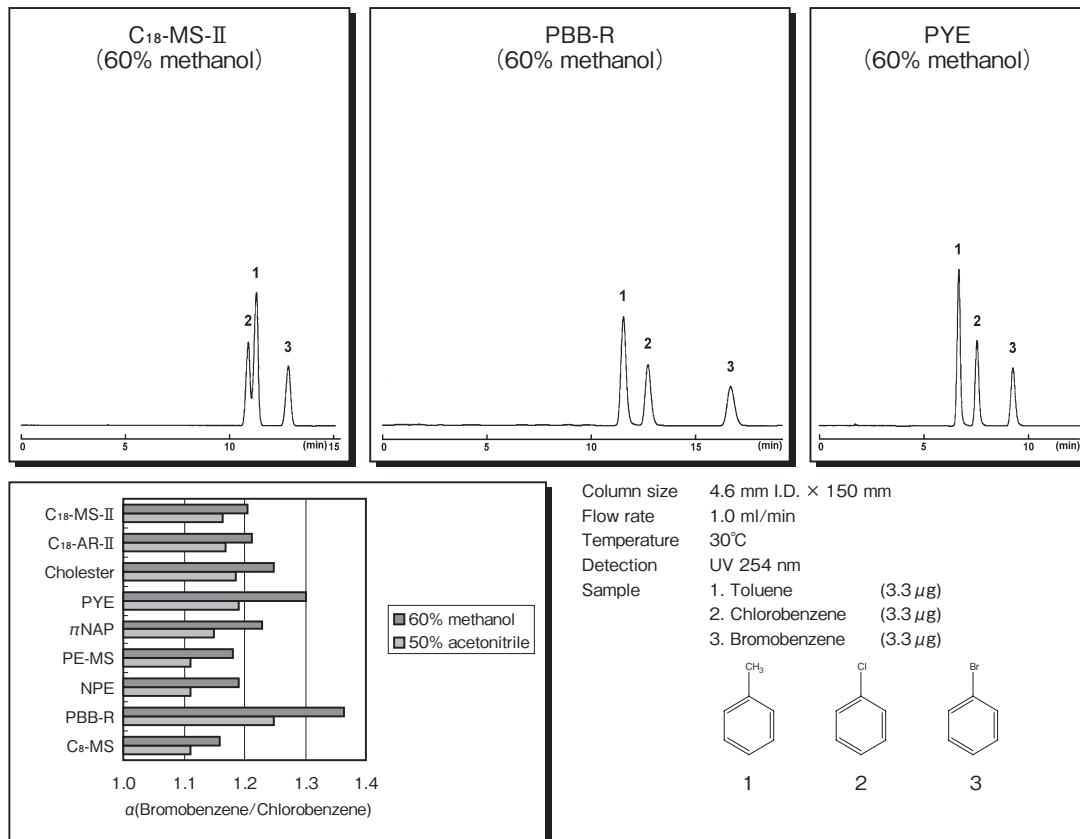 C₁₈-MS-Ⅱ
(60% methanol)
2
1
3
0
5
10
(min)
15
PBB-R
(60% methanol)
1
2
3
0
5
10
15
(min)
PYE
(60% methanol)
1
2
3
0
5
10
(min)
C₁₈-MS-Ⅱ
C₁₈-AR-Ⅱ
Cholester
PYE
πNAP
PE-MS
NPE
PBB-R
C₈-MS
1.0 1.1 1.2 1.3 1.4
α(Bromobenzene/Chlorobenzene)
60% methanol
50% acetonitrile
Column size 4.6 mm I.D. × 150 mm
Flow rate 1.0 ml/min
Temperature 30℃
Detection UV 254 nm
Sample 1. Toluene (3.3 μg)
2. Chlorobenzene (3.3 μg)
3. Bromobenzene (3.3 μg)
CH₃
Cl
Br
1 2 3